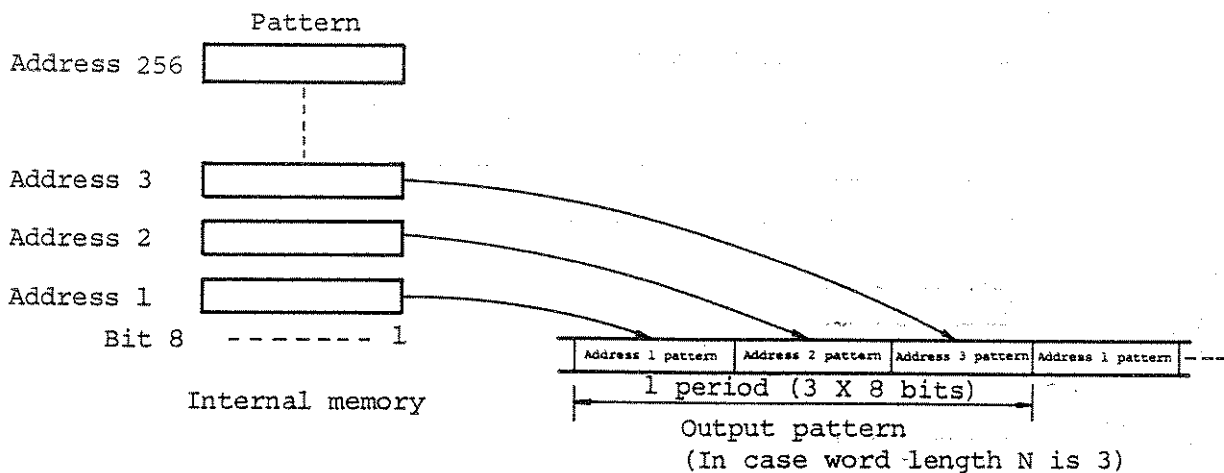 Pattern
Address 256
Address 3
Address 2
Address 1
Bit 8 ------- 1
Internal memory
Address 1 pattern Address 2 pattern Address 3 pattern Address 1 pattern
1 period (3 X 8 bits)
Output pattern
(In case word length N is 3)